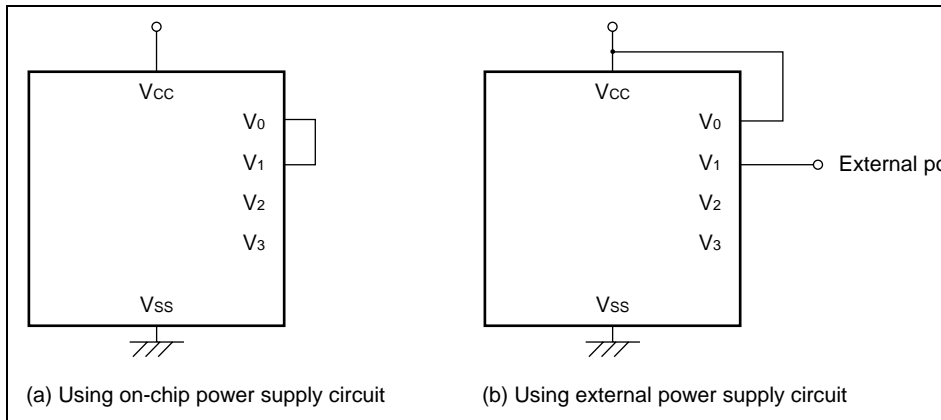 VCC
V0
V1
V2
V3
VSS
(a) Using on-chip power supply circuit
VCC
V0
V1
External
V2
V3
VSS
(b) Using external power supply circuit